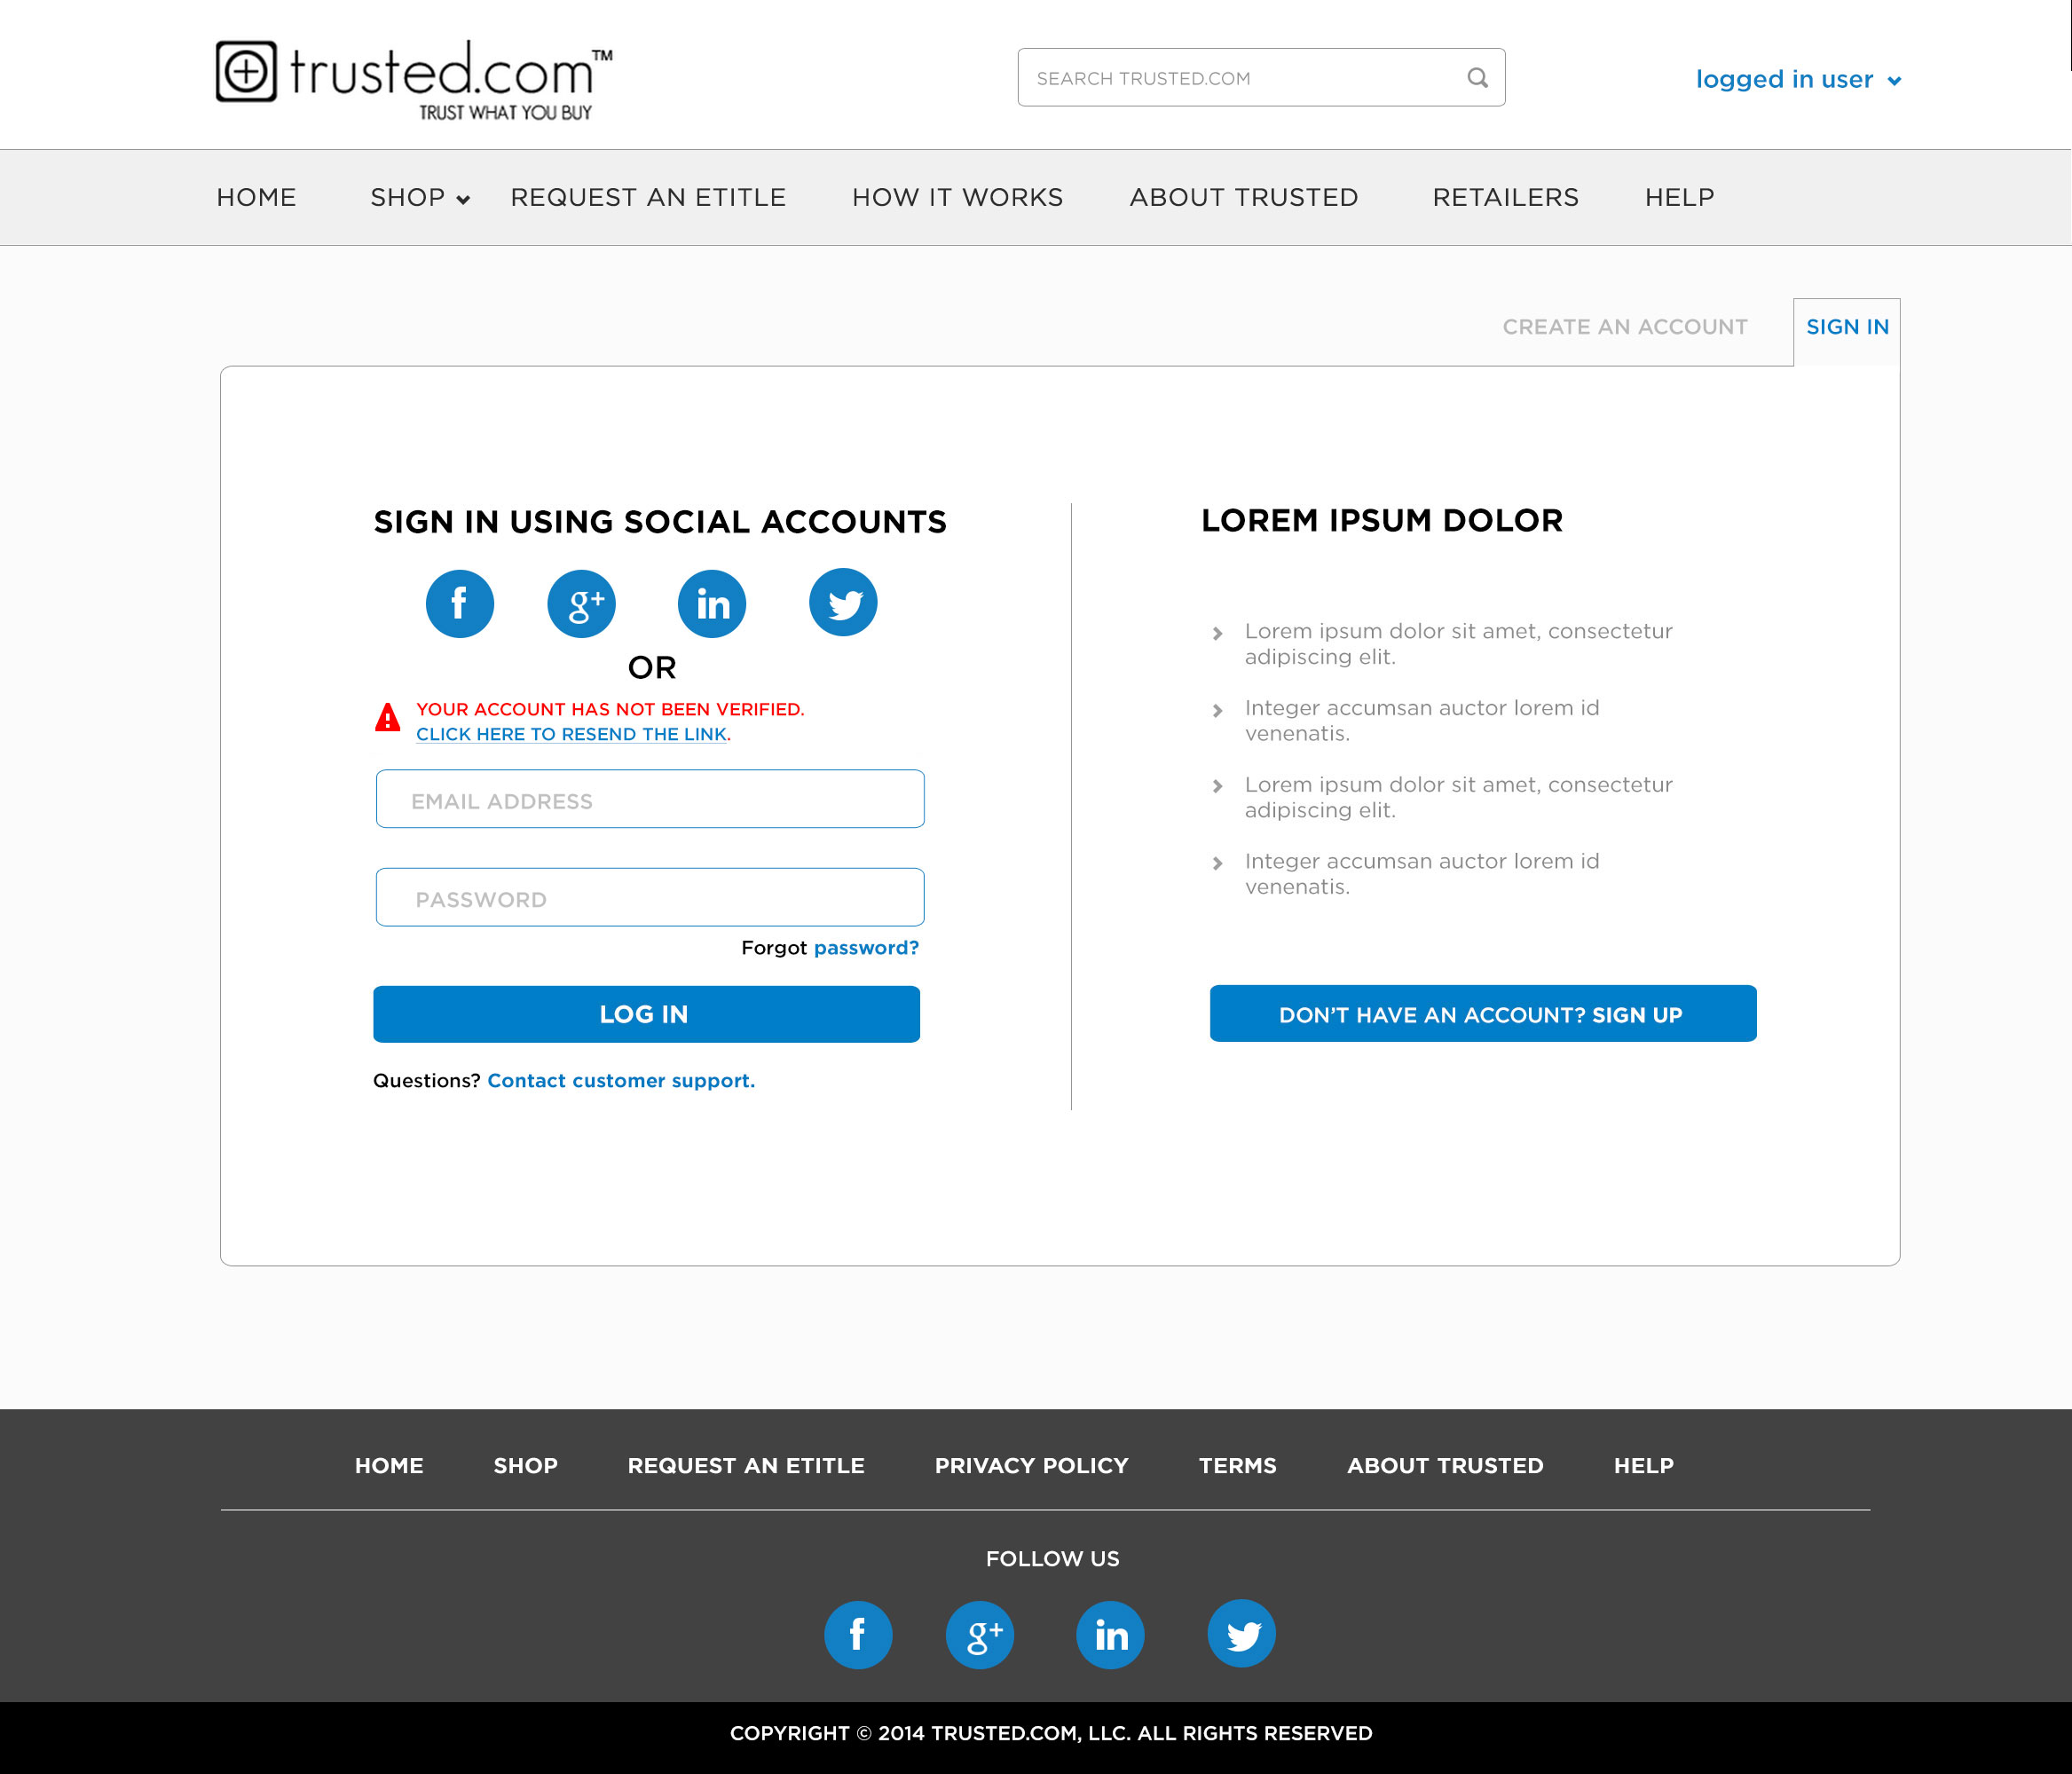 trusted.com™
TRUST WHAT YOU BUY
SEARCH TRUSTED.COM
logged in user
HOME
SHOP
REQUEST AN ETITLE
HOW IT WORKS
ABOUT TRUSTED
RETAILERS
HELP
CREATE AN ACCOUNT
SIGN IN
SIGN IN USING SOCIAL ACCOUNTS
f
g+
in
OR
YOUR ACCOUNT HAS NOT BEEN VERIFIED.
CLICK HERE TO RESEND THE LINK.
EMAIL ADDRESS
PASSWORD
Forgot password?
LOG IN
Questions? Contact customer support.
LOREM IPSUM DOLOR
Lorem ipsum dolor sit amet, consectetur
adipiscing elit.
Integer accumsan auctor lorem id
venenatis.
Lorem ipsum dolor sit amet, consectetur
adipiscing elit.
Integer accumsan auctor lorem id
venenatis.
DON’T HAVE AN ACCOUNT? SIGN UP
HOME
SHOP
REQUEST AN ETITLE
PRIVACY POLICY
TERMS
ABOUT TRUSTED
HELP
FOLLOW US
f
g+
in
COPYRIGHT © 2014 TRUSTED.COM, LLC. ALL RIGHTS RESERVED